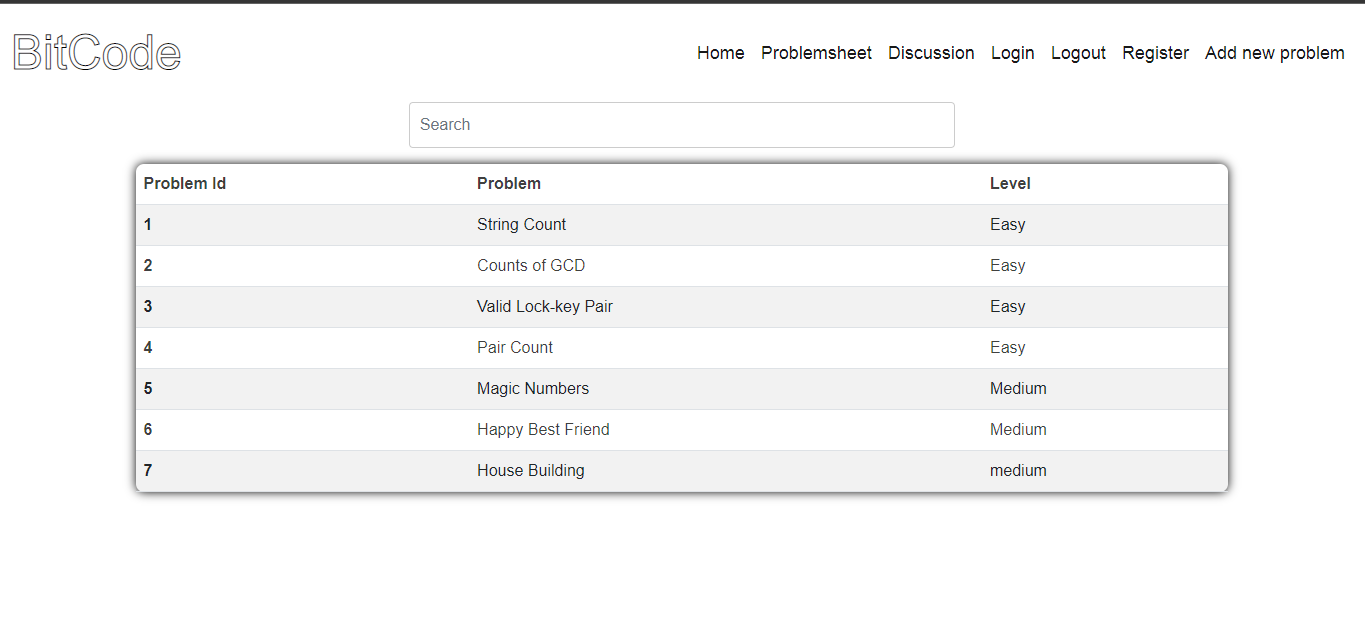 BitCode
Home Problemsheet Discussion Login Logout Register Add new problem
Search
Problem Id Problem Level
1 String Count Easy
2 Counts of GCD Easy
3 Valid Lock-key Pair Easy
4 Pair Count Easy
5 Magic Numbers Medium
6 Happy Best Friend Medium
7 House Building medium